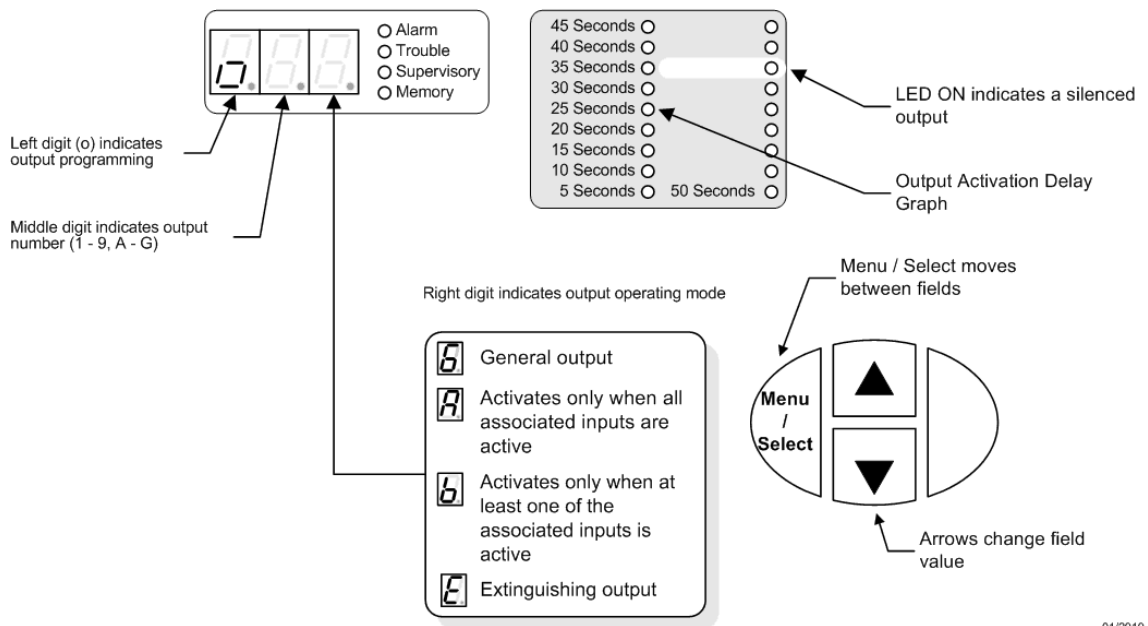 Alarm
Trouble
Supervisory
Memory
Left digit (o) indicates
output programming
Middle digit indicates output
number (1 - 9, A - G)
45 Seconds
40 Seconds
35 Seconds
30 Seconds
25 Seconds
20 Seconds
15 Seconds
10 Seconds
5 Seconds 50 Seconds
LED ON indicates a silenced
output
Output Activation Delay
Graph
Right digit indicates output operating mode
G General output
A Activates only when all
associated inputs are
active
b Activates only when at
least one of the
associated inputs is
active
E Extinguishing output
Menu / Select moves
between fields
Menu
/
Select
Arrows change field
value